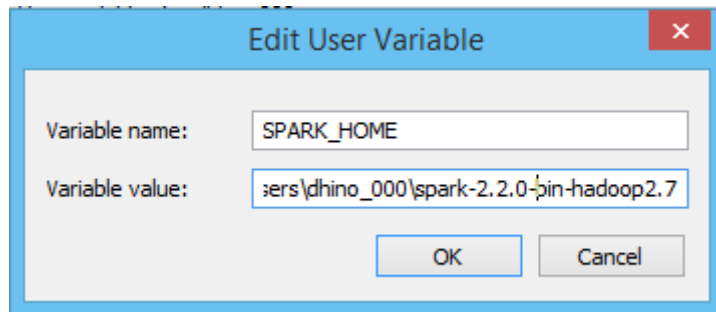 Edit User Variable
Variable name: SPARK_HOME
Variable value: sers\dhino_000\spark-2.2.0-bin-hadoop2.7
OK Cancel